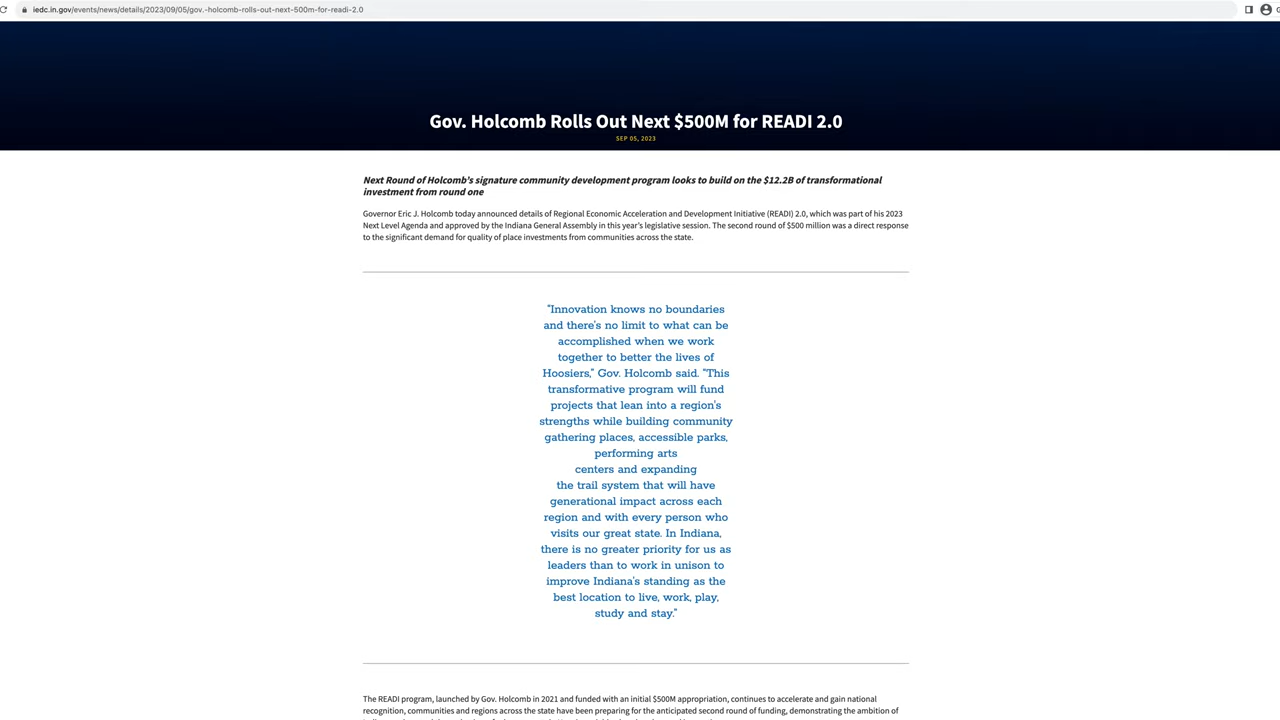 iedc.in.gov/events/news/details/2023/09/05/gov.-holcomb-rolls-out-next-500m-for-readi-2.0
Gov. Holcomb Rolls Out Next $500M for READI 2.0
SEP 05, 2023
Next Round of Holcomb's signature community development program looks to build on the $12.2B of transformational
investment from round one
Governor Eric J. Holcomb today announced details of Regional Economic Acceleration and Development Initiative (READI) 2.0, which was part of his 2023
Next Level Agenda and approved by the Indiana General Assembly in this year's legislative session. The second round of $500 million was a direct response
to the significant demand for quality of place investments from communities across the state.
"Innovation knows no boundaries
and there's no limit to what can be
accomplished when we work
together to better the lives of
Hoosiers," Gov. Holcomb said. "This
transformative program will fund
projects that lean into a region's
strengths while building community
gathering places, accessible parks,
performing arts
centers and expanding
the trail system that will have
generational impact across each
region and with every person who
visits our great state. In Indiana,
there is no greater priority for us as
leaders than to work in unison to
improve Indiana's standing as the
best location to live, work, play,
study and stay."
The READI program, launched by Gov. Holcomb in 2021 and funded with an initial $500M appropriation, continues to accelerate and gain national
recognition, communities and regions across the state have been preparing for the anticipated second round of funding, demonstrating the ambition of